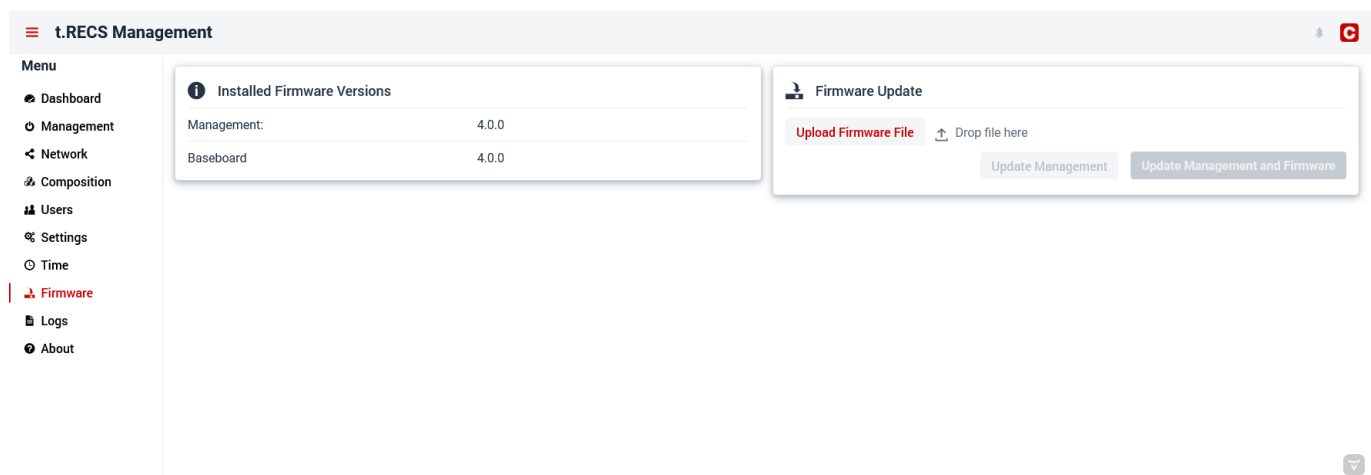 t.RECS Management
C
Menu
Dashboard
Management
Network
Composition
Users
Settings
Time
Firmware
Logs
About
Installed Firmware Versions
Management: 4.0.0
Baseboard 4.0.0
Firmware Update
Upload Firmware File Drop file here
Update Management Update Management and Firmware